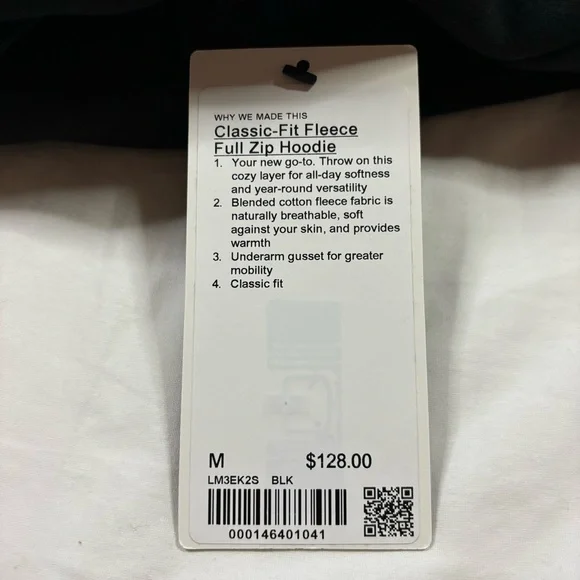 WHY WE MADE THIS
Classic-Fit Fleece
Full Zip Hoodie
1. Your new go-to. Throw on this
cozy layer for all-day softness
and year-round versatility
2. Blended cotton fleece fabric is
naturally breathable, soft
against your skin, and provides
warmth
3. Underarm gusset for greater
mobility
4. Classic fit
M $128.00
LM3EK2S BLK
000146401041